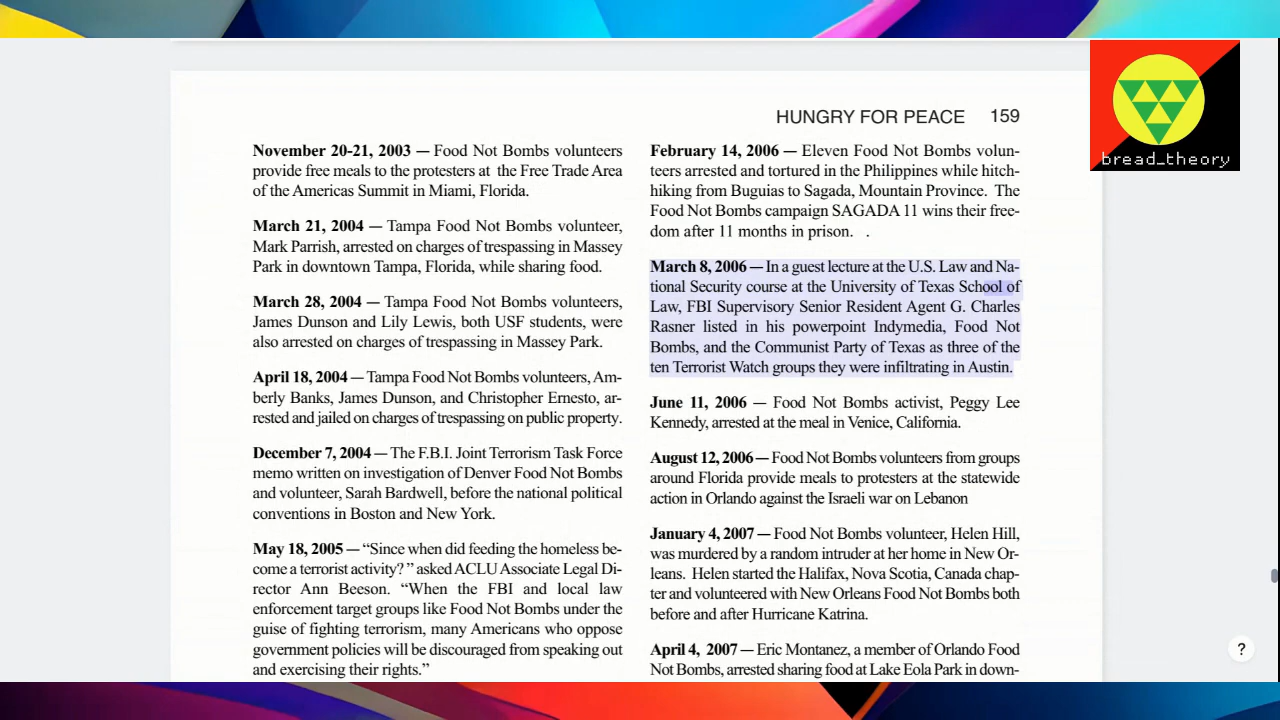 HUNGRY FOR PEACE 159
bread_theory
November 20-21, 2003 — Food Not Bombs volunteers
provide free meals to the protesters at the Free Trade Area
of the Americas Summit in Miami, Florida.
March 21, 2004 — Tampa Food Not Bombs volunteer,
Mark Parrish, arrested on charges of trespassing in Massey
Park in downtown Tampa, Florida, while sharing food.
March 28, 2004 — Tampa Food Not Bombs volunteers,
James Dunson and Lily Lewis, both USF students, were
also arrested on charges of trespassing in Massey Park.
April 18, 2004 — Tampa Food Not Bombs volunteers, Am-
berly Banks, James Dunson, and Christopher Ernesto, ar-
rested and jailed on charges of trespassing on public property.
December 7, 2004 — The F.B.I. Joint Terrorism Task Force
memo written on investigation of Denver Food Not Bombs
and volunteer, Sarah Bardwell, before the national political
conventions in Boston and New York.
May 18, 2005 — “Since when did feeding the homeless be-
come a terrorist activity? ” asked ACLU Associate Legal Di-
rector Ann Beeson. “When the FBI and local law
enforcement target groups like Food Not Bombs under the
guise of fighting terrorism, many Americans who oppose
government policies will be discouraged from speaking out
and exercising their rights.”
February 14, 2006 — Eleven Food Not Bombs volun-
teers arrested and tortured in the Philippines while hitch-
hiking from Buguias to Sagada, Mountain Province. The
Food Not Bombs campaign SAGADA 11 wins their free-
dom after 11 months in prison. .
March 8, 2006 — In a guest lecture at the U.S. Law and Na-
tional Security course at the University of Texas School of
Law, FBI Supervisory Senior Resident Agent G. Charles
Rasner listed in his powerpoint Indymedia, Food Not
Bombs, and the Communist Party of Texas as three of the
ten Terrorist Watch groups they were infiltrating in Austin.
June 11, 2006 — Food Not Bombs activist, Peggy Lee
Kennedy, arrested at the meal in Venice, California.
August 12, 2006 — Food Not Bombs volunteers from groups
around Florida provide meals to protesters at the statewide
action in Orlando against the Israeli war on Lebanon
January 4, 2007 — Food Not Bombs volunteer, Helen Hill,
was murdered by a random intruder at her home in New Or-
leans. Helen started the Halifax, Nova Scotia, Canada chap-
ter and volunteered with New Orleans Food Not Bombs both
before and after Hurricane Katrina.
April 4, 2007 — Eric Montanez, a member of Orlando Food
Not Bombs, arrested sharing food at Lake Eola Park in down-
?